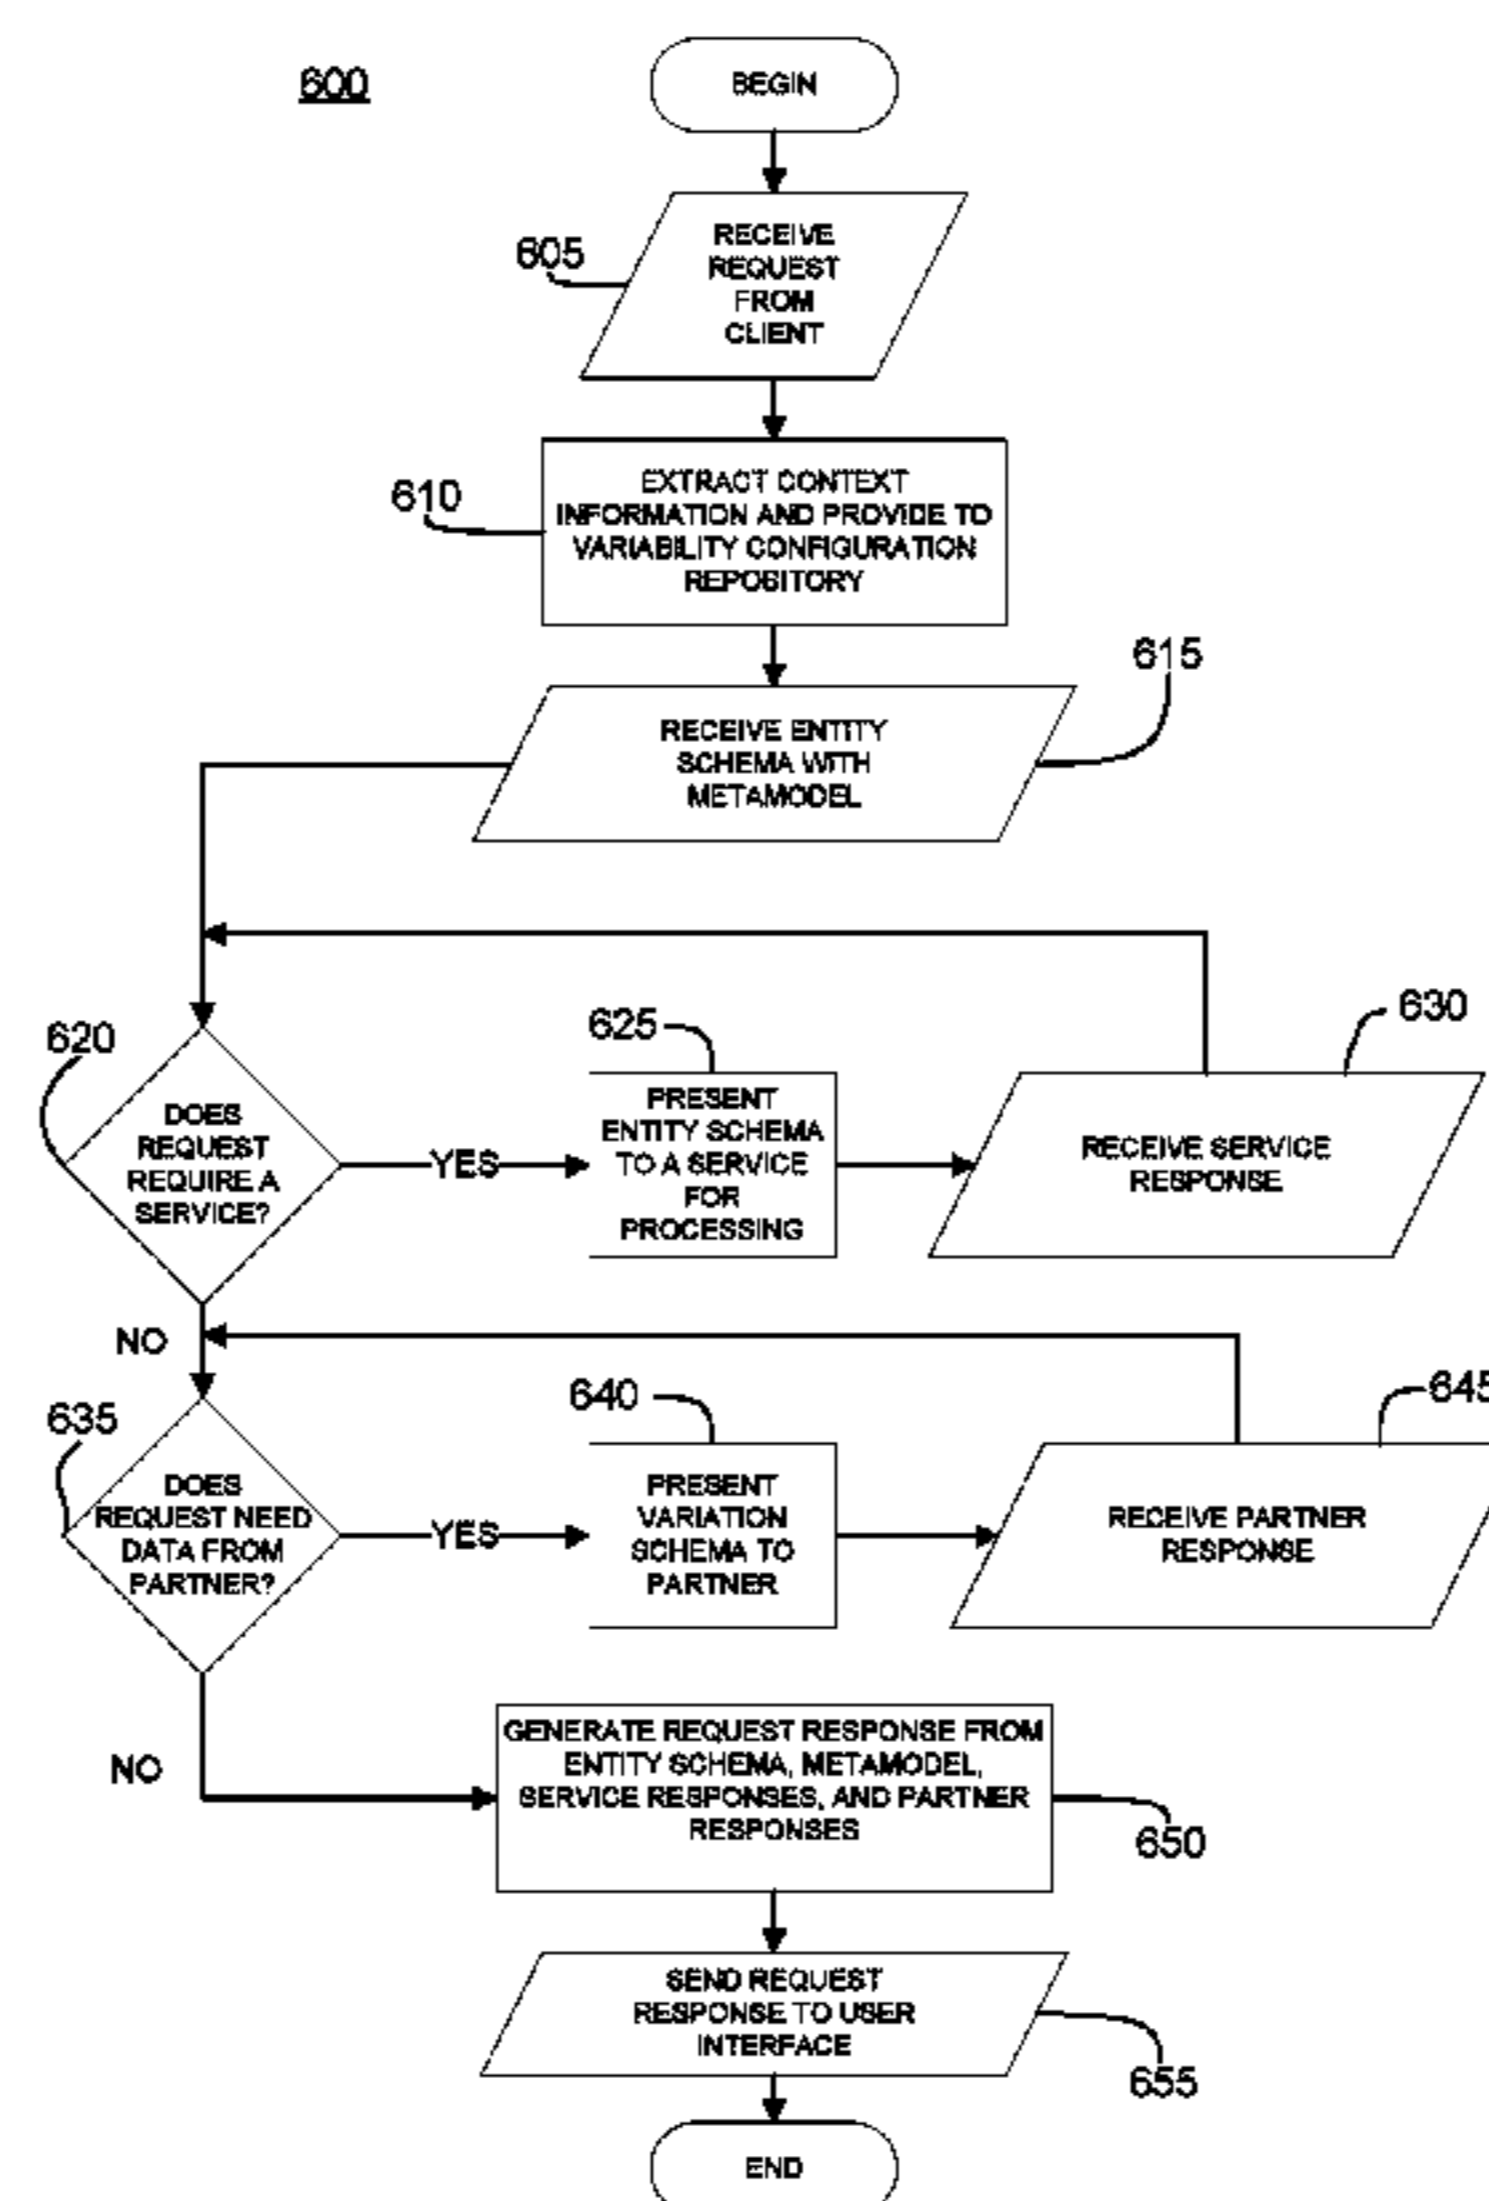 600
BEGIN
605
RECEIVE
REQUEST
FROM
CLIENT
610
EXTRACT CONTEXT
INFORMATION AND PROVIDE TO
VARIABILITY CONFIGURATION
REPOSITORY
615
RECEIVE ENTITY
SCHEMA WITH
METAMODEL
620
DOES
REQUEST
REQUIRE A
SERVICE?
YES
625
PRESENT
ENTITY SCHEMA
TO A SERVICE
FOR
PROCESSING
630
RECEIVE SERVICE
RESPONSE
NO
635
DOES
REQUEST NEED
DATA FROM
PARTNER?
YES
640
PRESENT
VARIATION
SCHEMA TO
PARTNER
645
RECEIVE PARTNER
RESPONSE
NO
GENERATE REQUEST RESPONSE FROM
ENTITY SCHEMA, METAMODEL,
SERVICE RESPONSES, AND PARTNER
RESPONSES
650
SEND REQUEST
RESPONSE TO USER
INTERFACE
655
END